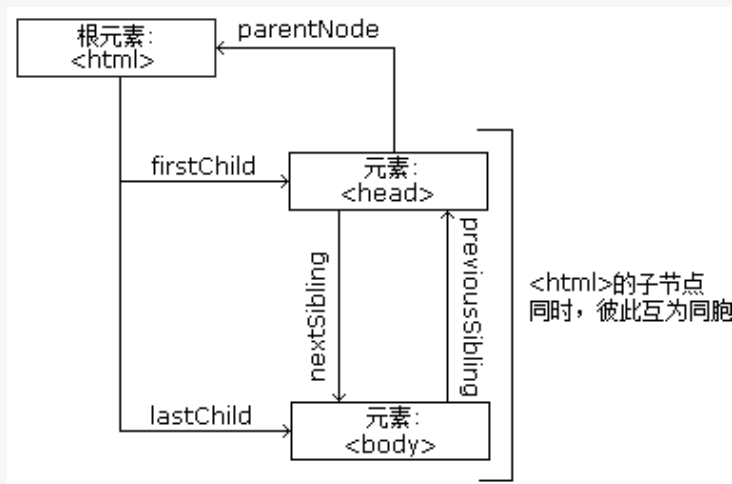 根元素:
<html>
parentNode
firstChild
元素:
<head>
nextSibling
previousSibling
<html>的子节点
同时，彼此互为同胞
lastChild
元素:
<body>